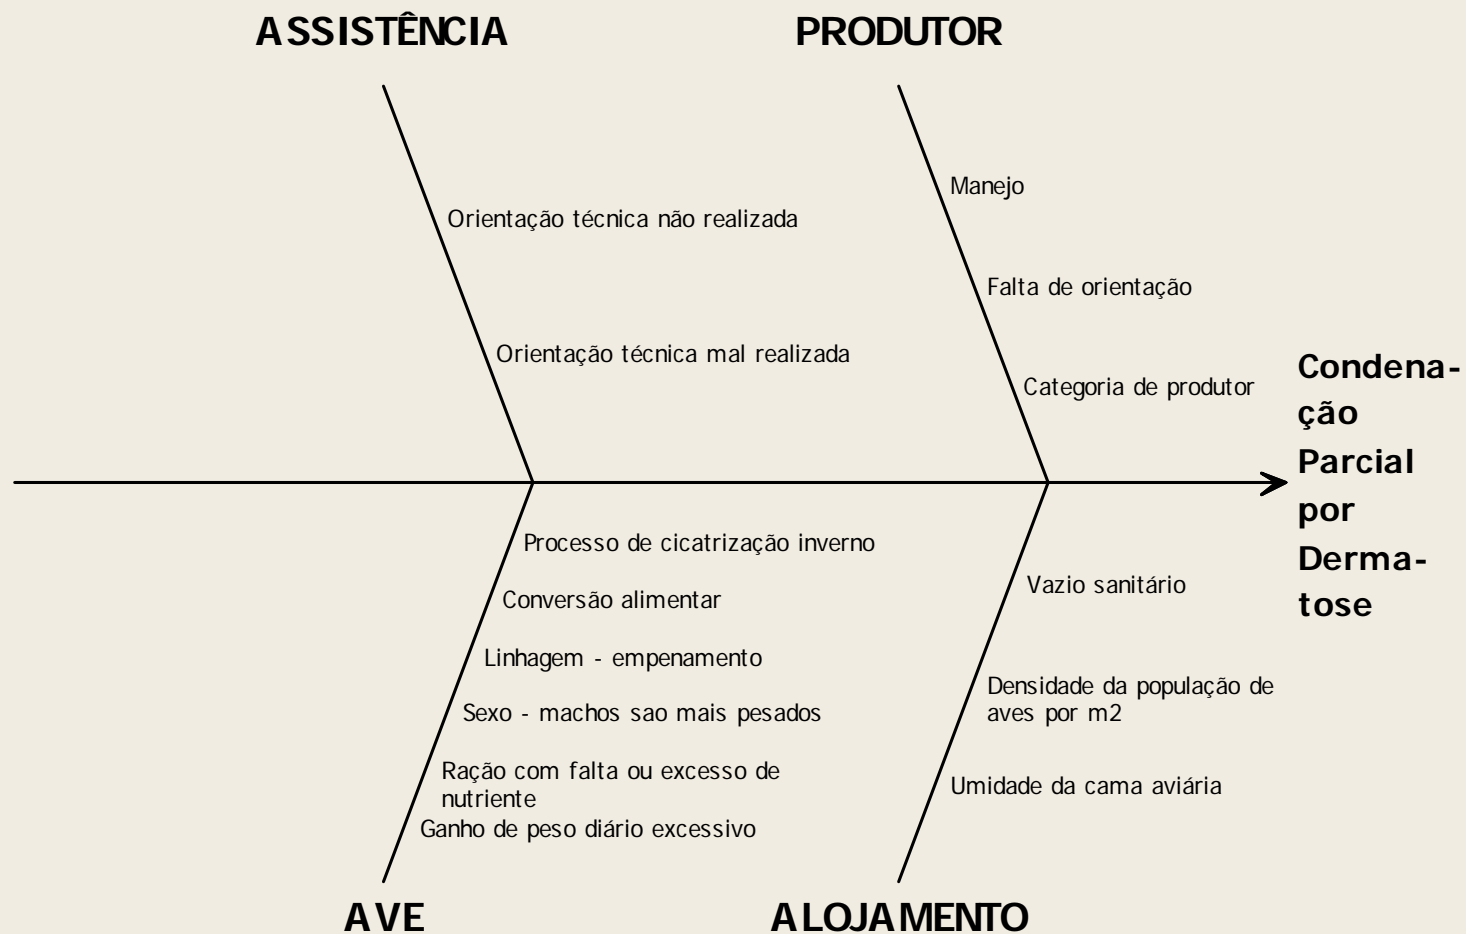 ASSISTÊNCIA
PRODUTOR
Manejo
Orientação técnica não realizada
Falta de orientação
Orientação técnica mal realizada
Categoria de produtor
Condena-
ção
Parcial
por
Derma-
tose
Processo de cicatrização inverno
Conversão alimentar
Linhagem - empenamento
Sexo - machos sao mais pesados
Ração com falta ou excesso de
nutriente
Ganho de peso diário excessivo
Vazio sanitário
Densidade da população de
aves por m2
Umidade da cama aviária
AVE
ALOJAMENTO